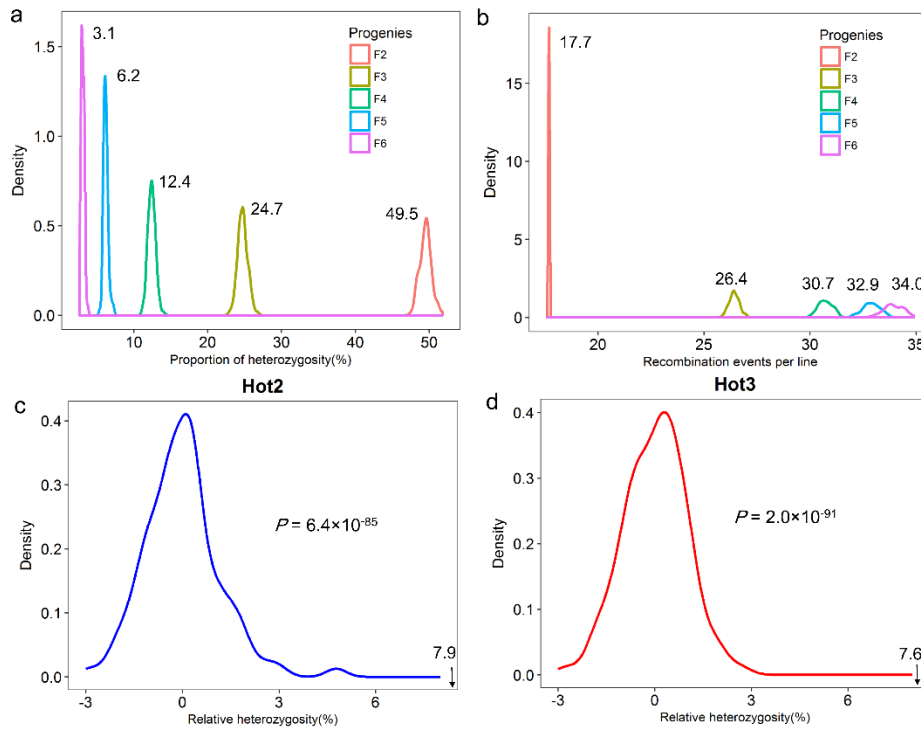 a
3.1
6.2
12.4
24.7
49.5
Progenies
F2
F3
F4
F5
F6
Density
1.5
1.0
0.5
0.0
10
20
30
40
50
Proportion of heterozygosity(%)
b
17.7
26.4
30.7
32.9
34.0
Progenies
F2
F3
F4
F5
F6
Density
15
10
5
0
20
25
30
35
Recombination events per line
Hot2
c
P = 6.4×10⁻⁸⁵
7.9
Density
0.4
0.3
0.2
0.1
0.0
-3
0
3
6
Relative heterozygosity(%)
Hot3
d
P = 2.0×10⁻⁹¹
7.6
Density
0.4
0.3
0.2
0.1
0.0
-3
0
3
6
Relative heterozygosity(%)